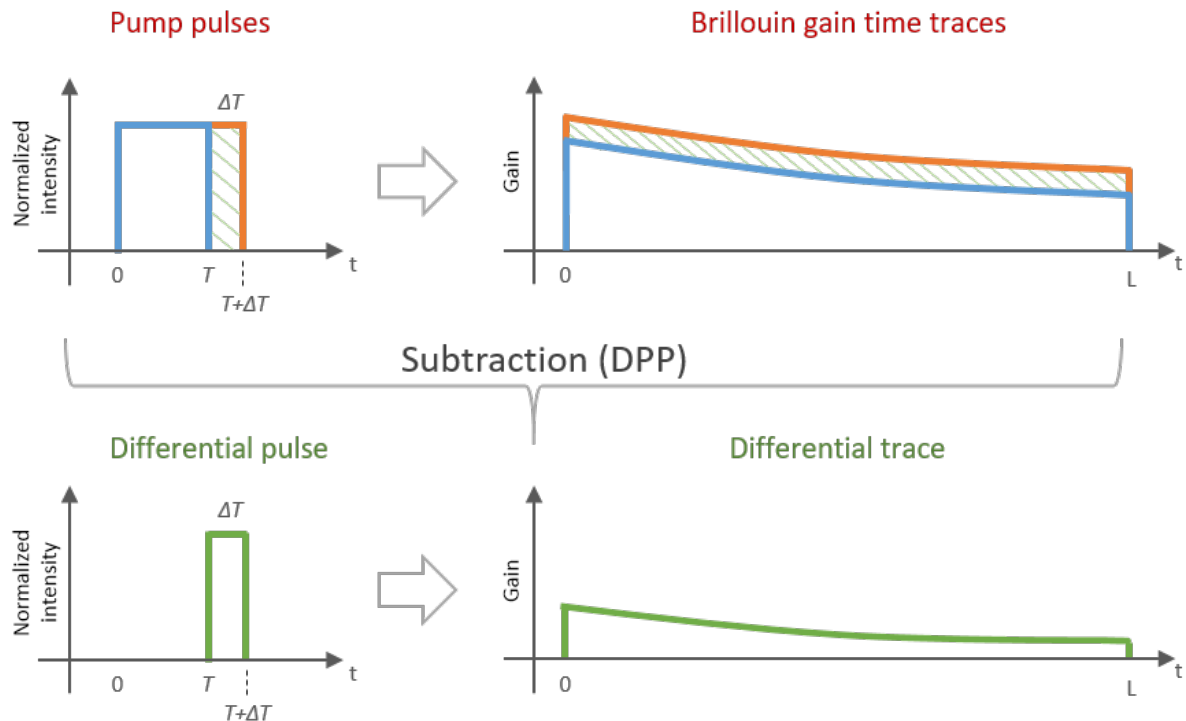 Pump pulses
Brillouin gain time traces
Normalized
intensity
ΔT
0
T
T+ΔT
t
Gain
0
L
t
Subtraction (DPP)
Differential pulse
Differential trace
Normalized
intensity
ΔT
0
T
T+ΔT
t
Gain
0
L
t